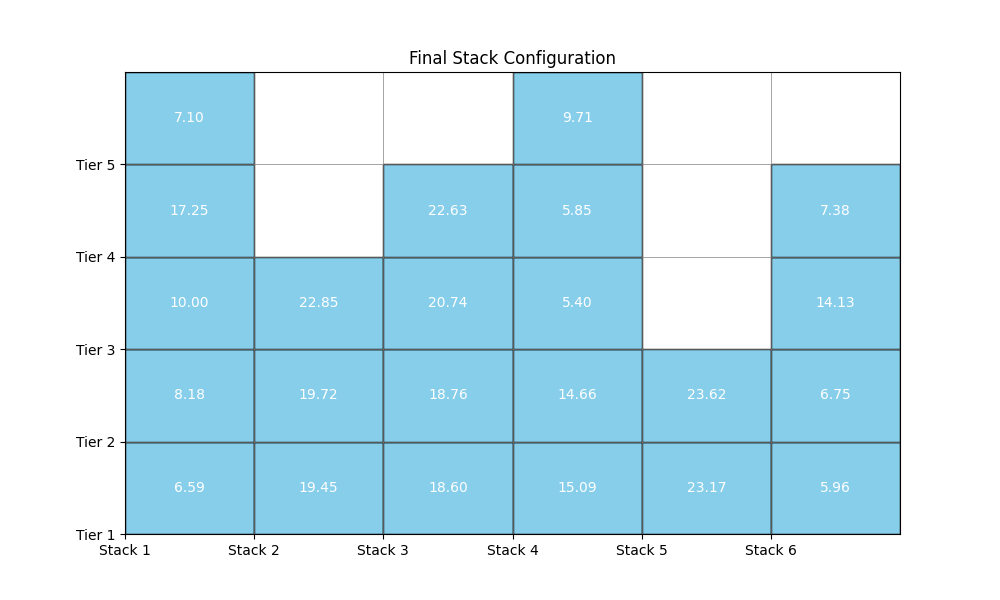 Final Stack Configuration
7.10 9.71
Tier 5
17.25 22.63 5.85 7.38
Tier 4
10.00 22.85 20.74 5.40 14.13
Tier 3
8.18 19.72 18.76 14.66 23.62 6.75
Tier 2
6.59 19.45 18.60 15.09 23.17 5.96
Tier 1
Stack 1 Stack 2 Stack 3 Stack 4 Stack 5 Stack 6